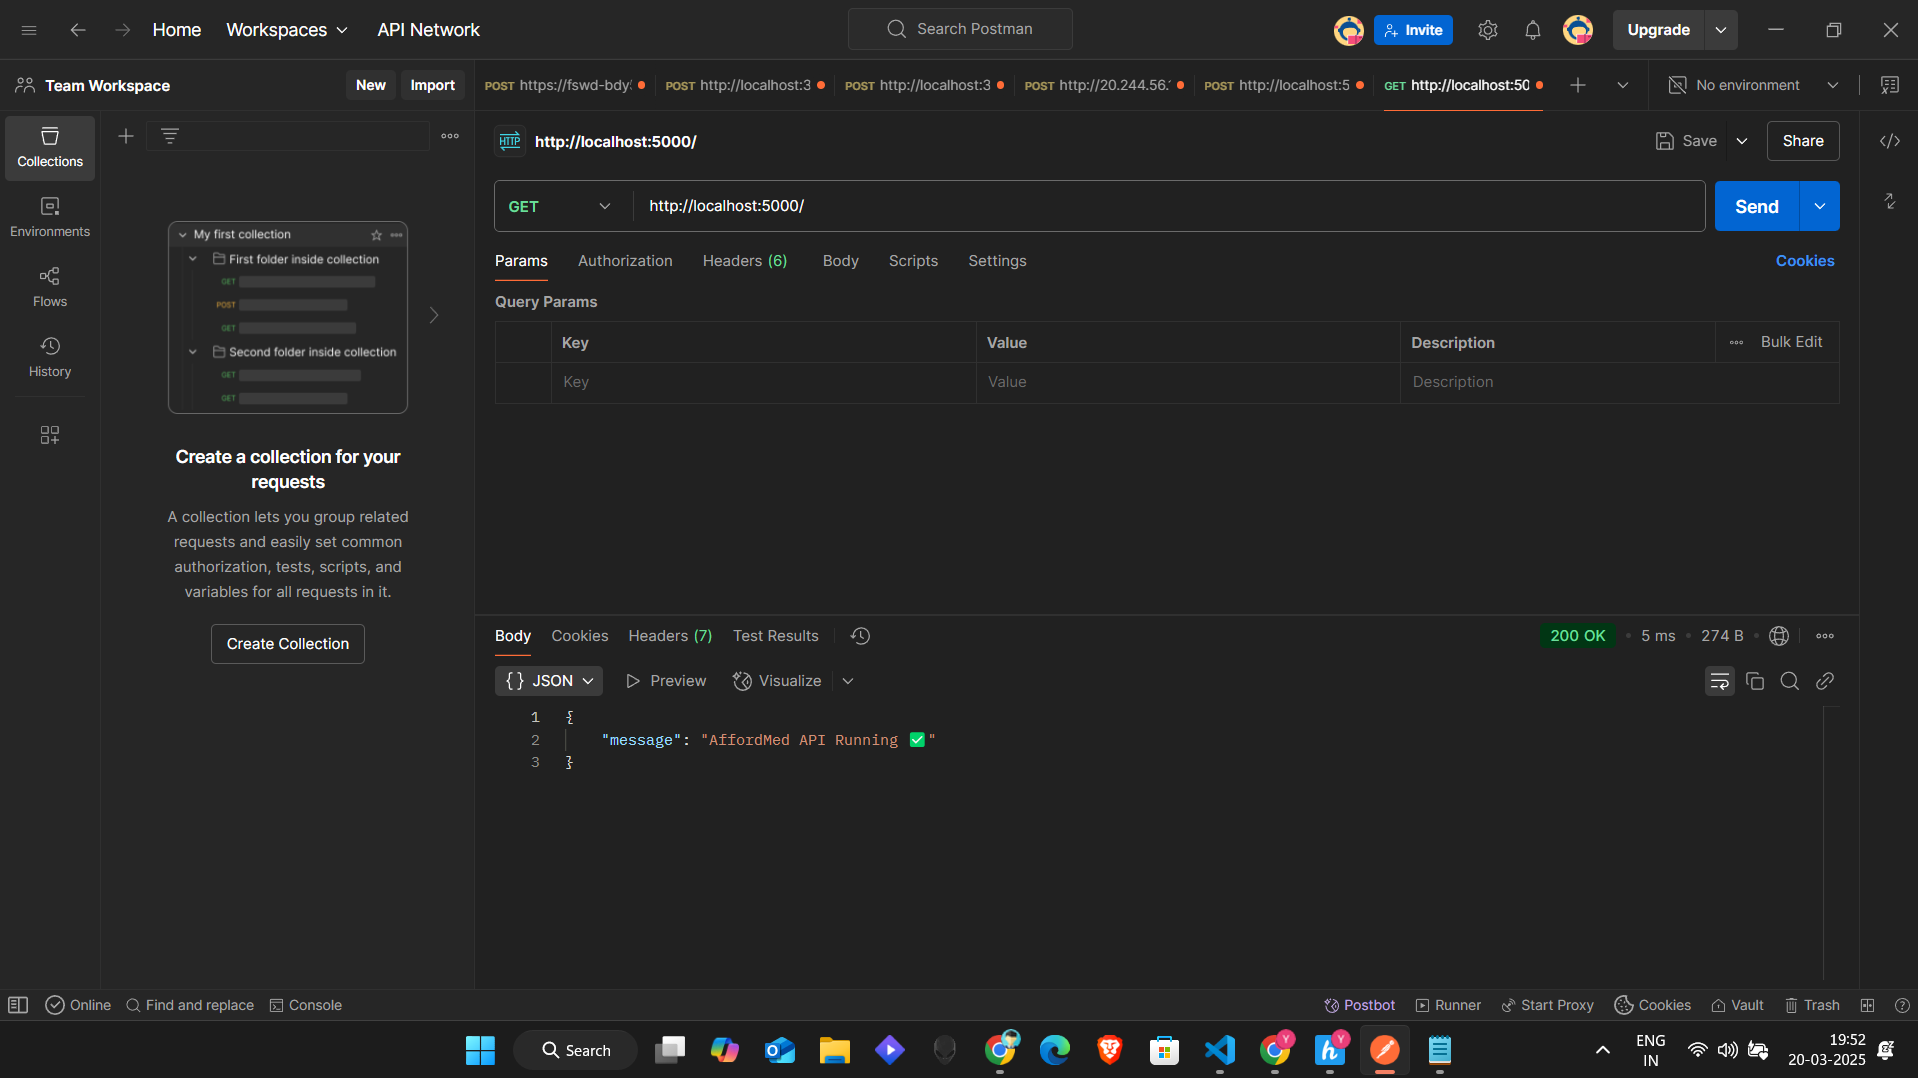 Home Workspaces API Network Search Postman Invite Upgrade
Team Workspace New Import POST https://fswd-bdy POST http://localhost:3 POST http://localhost:3 POST http://20.244.56. POST http://localhost:5 GET http://localhost:50 No environment
HTTP http://localhost:5000/ Save Share
GET http://localhost:5000/ Send
Params Authorization Headers (6) Body Scripts Settings Cookies
Query Params
Key Value Description Bulk Edit
Key Value Description
Collections
Environments
Flows
History
My first collection
First folder inside collection
GET
POST
GET
Second folder inside collection
GET
GET
Create a collection for your
requests
A collection lets you group related
requests and easily set common
authorization, tests, scripts, and
variables for all requests in it.
Create Collection
Body Cookies Headers (7) Test Results 200 OK 5 ms 274 B
{} JSON Preview Visualize
1 {
2 "message": "AffordMed API Running ✅"
3 }
Online Find and replace Console Postbot Runner Start Proxy Cookies Vault Trash
Search
ENG
IN
19:52
20-03-2025